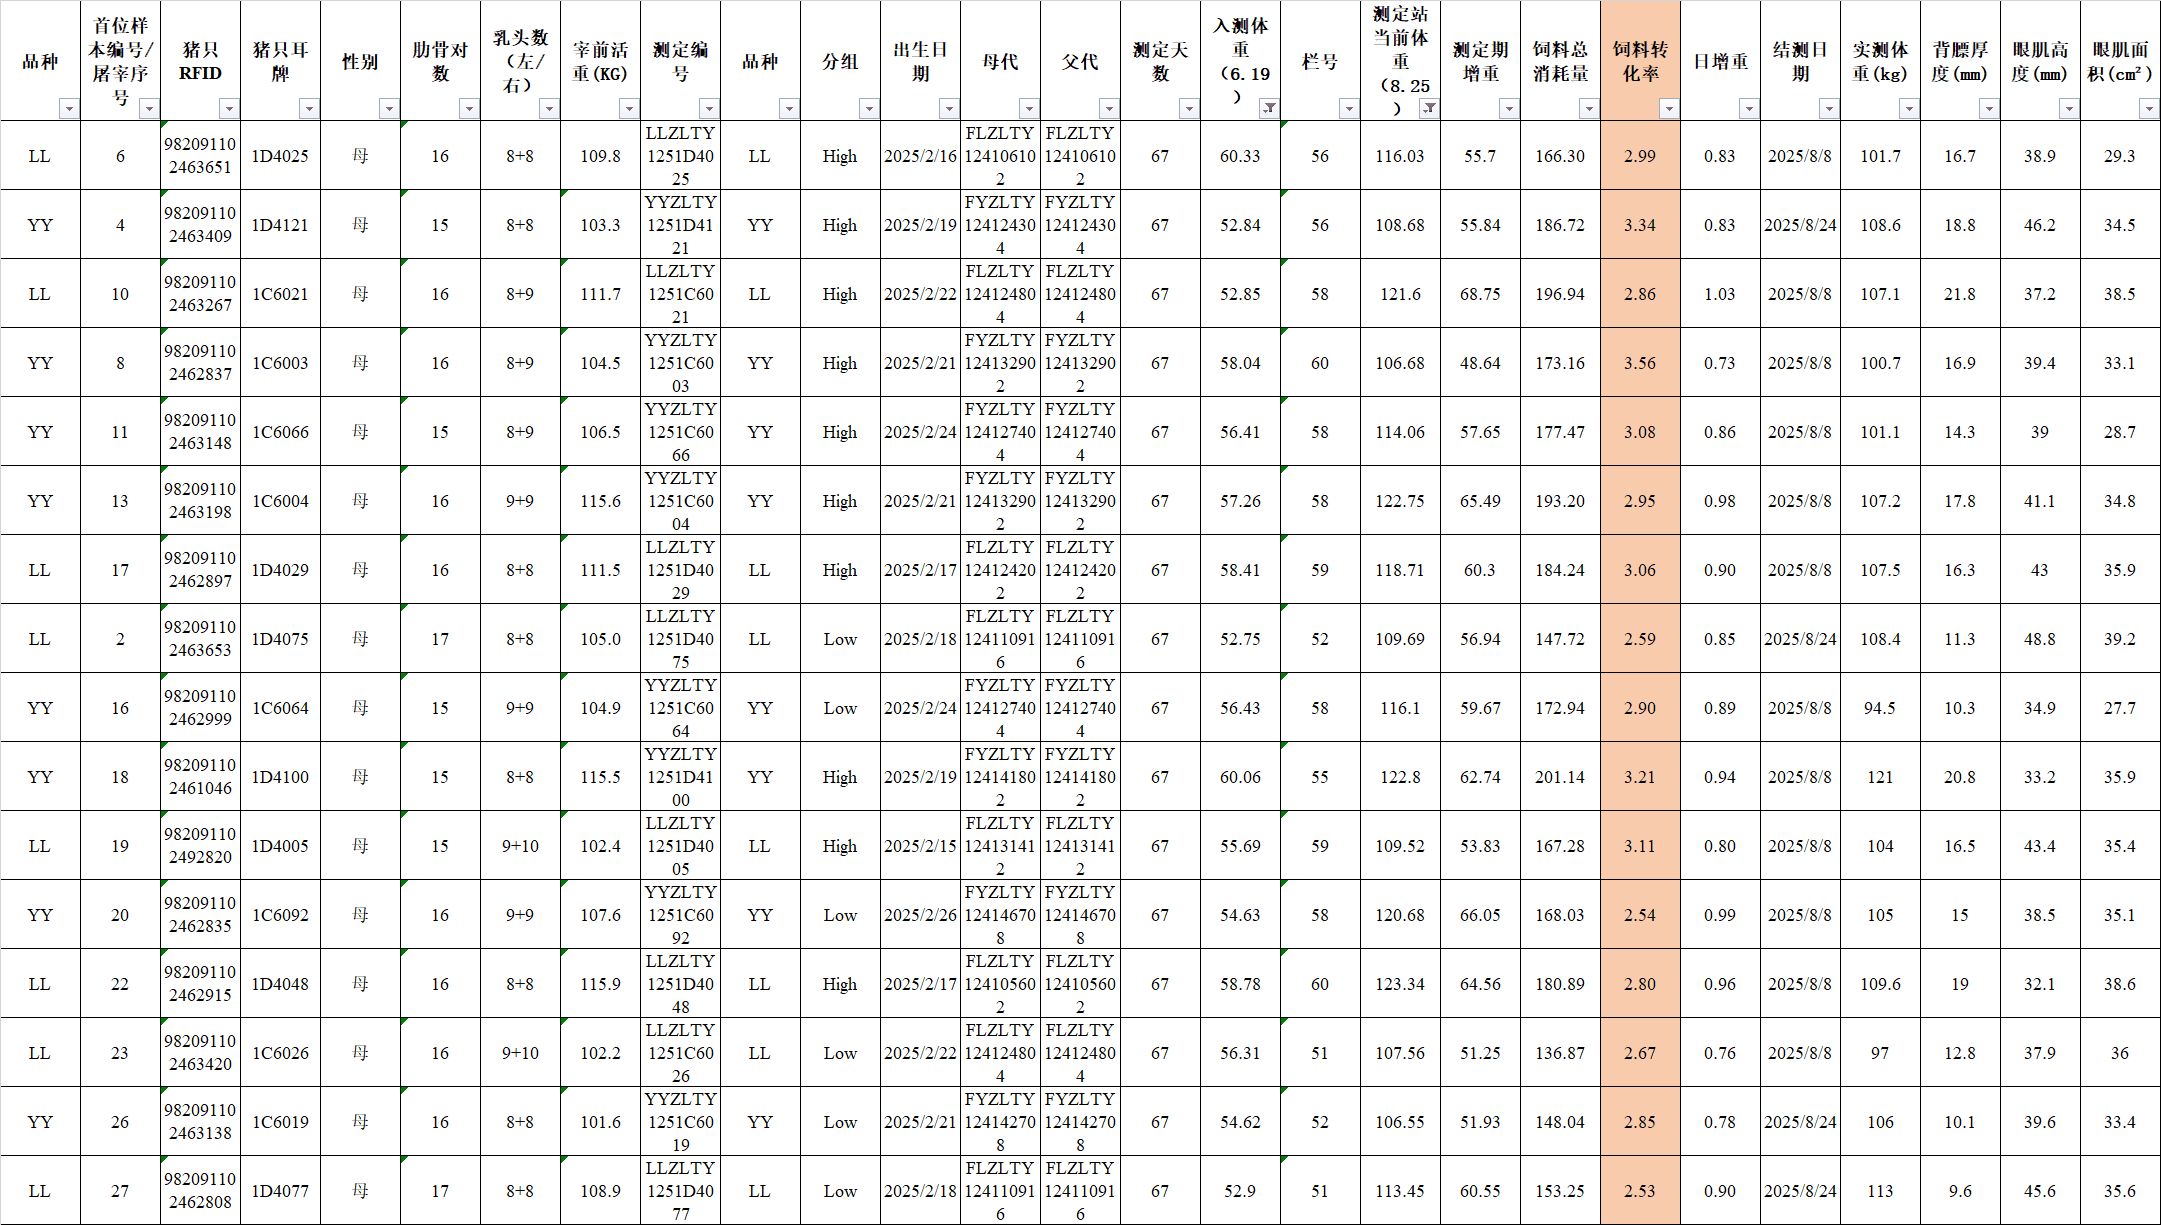 品种 首位样本编号/屠宰序号 猪只RFID 猪只耳牌 性别 肋骨对数 乳头数（左/右） 宰前活重(KG) 测定编号 品种 分组 出生日期 母代 父代 测定天数 入测体重（6.19） 栏号 测定站当前体重（8.25） 测定期增重 饲料总消耗量 饲料转化率 日增重 结测日期 实测体重(kg) 背膘厚度(mm) 眼肌高度(mm) 眼肌面积(cm²)
LL 6 982091102463651 1D4025 母 16 8+8 109.8 LLZLTY1251D4025 LL High 2025/2/16 FLZLTY124106102 FLZLTY124106102 67 60.33 56 116.03 55.7 166.30 2.99 0.83 2025/8/8 101.7 16.7 38.9 29.3
YY 4 982091102463409 1D4121 母 15 8+8 103.3 YYZLTY1251D4121 YY High 2025/2/19 FYZLTY124124304 FYZLTY124124304 67 52.84 56 108.68 55.84 186.72 3.34 0.83 2025/8/24 108.6 18.8 46.2 34.5
LL 10 982091102463267 1C6021 母 16 8+9 111.7 LLZLTY1251C6021 LL High 2025/2/22 FLZLTY124124804 FLZLTY124124804 67 52.85 58 121.6 68.75 196.94 2.86 1.03 2025/8/8 107.1 21.8 37.2 38.5
YY 8 982091102462837 1C6003 母 16 8+9 104.5 YYZLTY1251C6003 YY High 2025/2/21 FYZLTY124132902 FYZLTY124132902 67 58.04 60 106.68 48.64 173.16 3.56 0.73 2025/8/8 100.7 16.9 39.4 33.1
YY 11 982091102463148 1C6066 母 15 8+9 106.5 YYZLTY1251C6066 YY High 2025/2/24 FYZLTY124127404 FYZLTY124127404 67 56.41 58 114.06 57.65 177.47 3.08 0.86 2025/8/8 101.1 14.3 39 28.7
YY 13 982091102463198 1C6004 母 16 9+9 115.6 YYZLTY1251C6004 YY High 2025/2/21 FYZLTY124132902 FYZLTY124132902 67 57.26 58 122.75 65.49 193.20 2.95 0.98 2025/8/8 107.2 17.8 41.1 34.8
LL 17 982091102462897 1D4029 母 16 8+8 111.5 LLZLTY1251D4029 LL High 2025/2/17 FLZLTY124124202 FLZLTY124124202 67 58.41 59 118.71 60.3 184.24 3.06 0.90 2025/8/8 107.5 16.3 43 35.9
LL 2 982091102463653 1D4075 母 17 8+8 105.0 LLZLTY1251D4075 LL Low 2025/2/18 FLZLTY124110916 FLZLTY124110916 67 52.75 52 109.69 56.94 147.72 2.59 0.85 2025/8/24 108.4 11.3 48.8 39.2
YY 16 982091102462999 1C6064 母 15 9+9 104.9 YYZLTY1251C6064 YY Low 2025/2/24 FYZLTY124127404 FYZLTY124127404 67 56.43 58 116.1 59.67 172.94 2.90 0.89 2025/8/8 94.5 10.3 34.9 27.7
YY 18 982091102461046 1D4100 母 15 8+8 115.5 YYZLTY1251D4100 YY High 2025/2/19 FYZLTY124141802 FYZLTY124141802 67 60.06 55 122.8 62.74 201.14 3.21 0.94 2025/8/8 121 20.8 33.2 35.9
LL 19 982091102492820 1D4005 母 15 9+10 102.4 LLZLTY1251D4005 LL High 2025/2/15 FLZLTY124131412 FLZLTY124131412 67 55.69 59 109.52 53.83 167.28 3.11 0.80 2025/8/8 104 16.5 43.4 35.4
YY 20 982091102462835 1C6092 母 16 9+9 107.6 YYZLTY1251C6092 YY Low 2025/2/26 FYZLTY124146708 FYZLTY124146708 67 54.63 58 120.68 66.05 168.03 2.54 0.99 2025/8/8 105 15 38.5 35.1
LL 22 982091102462915 1D4048 母 16 8+8 115.9 LLZLTY1251D4048 LL High 2025/2/17 FLZLTY124105602 FLZLTY124105602 67 58.78 60 123.34 64.56 180.89 2.80 0.96 2025/8/8 109.6 19 32.1 38.6
LL 23 982091102463420 1C6026 母 16 9+10 102.2 LLZLTY1251C6026 LL Low 2025/2/22 FLZLTY124124804 FLZLTY124124804 67 56.31 51 107.56 51.25 136.87 2.67 0.76 2025/8/8 97 12.8 37.9 36
YY 26 982091102463138 1C6019 母 16 8+8 101.6 YYZLTY1251C6019 YY Low 2025/2/21 FYZLTY124142708 FYZLTY124142708 67 54.62 52 106.55 51.93 148.04 2.85 0.78 2025/8/24 106 10.1 39.6 33.4
LL 27 982091102462808 1D4077 母 17 8+8 108.9 LLZLTY1251D4077 LL Low 2025/2/18 FLZLTY124110916 FLZLTY124110916 67 52.9 51 113.45 60.55 153.25 2.53 0.90 2025/8/24 113 9.6 45.6 35.6